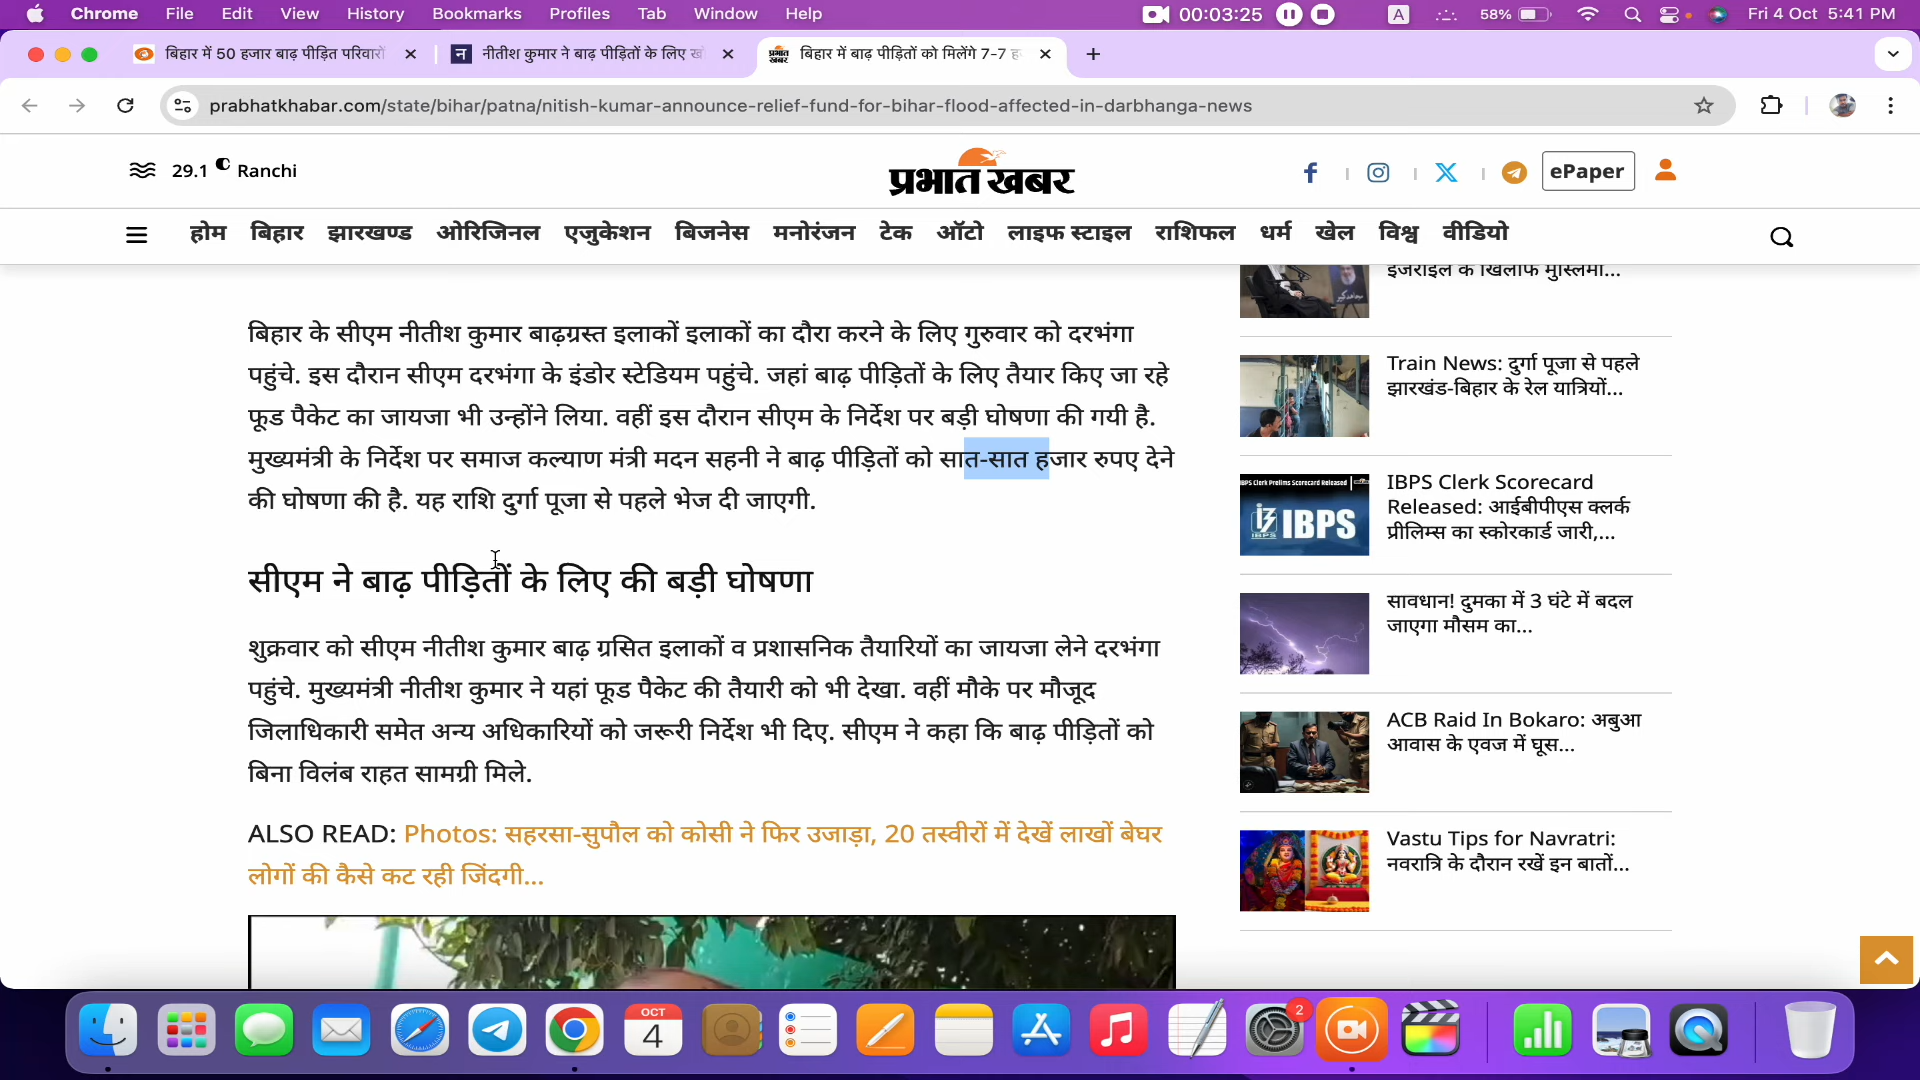 Chrome File Edit View History Bookmarks Profiles Tab Window Help 00:03:25 A 58% Fri 4 Oct 5:41 PM
बिहार में 50 हजार बाढ़ पीड़ित परिवारों नीतीश कुमार ने बाढ़ पीड़ितों के लिए बिहार में बाढ़ पीड़ितों को मिलेंगे 7-7
prabhatkhabar.com/state/bihar/patna/nitish-kumar-announce-relief-fund-for-bihar-flood-affected-in-darbhanga-news
29.1 C Ranchi
प्रभात खबर
ePaper
होम बिहार झारखण्ड ओरिजिनल एजुकेशन बिजनेस मनोरंजन टेक ऑटो लाइफ स्टाइल राशिफल धर्म खेल विश्व वीडियो
बिहार के सीएम नीतीश कुमार बाढ़ग्रस्त इलाकों इलाकों का दौरा करने के लिए गुरुवार को दरभंगा
पहुंचे. इस दौरान सीएम दरभंगा के इंडोर स्टेडियम पहुंचे. जहां बाढ़ पीड़ितों के लिए तैयार किए जा रहे
फूड पैकेट का जायजा भी उन्होंने लिया. वहीं इस दौरान सीएम के निर्देश पर बड़ी घोषणा की गयी है.
मुख्यमंत्री के निर्देश पर समाज कल्याण मंत्री मदन सहनी ने बाढ़ पीड़ितों को सात-सात हजार रुपए देने
की घोषणा की है. यह राशि दुर्गा पूजा से पहले भेज दी जाएगी.
सीएम ने बाढ़ पीड़ितों के लिए की बड़ी घोषणा
शुक्रवार को सीएम नीतीश कुमार बाढ़ ग्रसित इलाकों व प्रशासनिक तैयारियों का जायजा लेने दरभंगा
पहुंचे. मुख्यमंत्री नीतीश कुमार ने यहां फूड पैकेट की तैयारी को भी देखा. वहीं मौके पर मौजूद
जिलाधिकारी समेत अन्य अधिकारियों को जरूरी निर्देश भी दिए. सीएम ने कहा कि बाढ़ पीड़ितों को
बिना विलंब राहत सामग्री मिले.
ALSO READ: Photos: सहरसा-सुपौल को कोसी ने फिर उजाड़ा, 20 तस्वीरों में देखें लाखों बेघर
लोगों की कैसे कट रही जिंदगी...
इजराइल के खिलाफ मुस्लिमों...
Train News: दुर्गा पूजा से पहले
झारखंड-बिहार के रेल यात्रियों...
IBPS Clerk Prelims Scorecard Released
IBPS
IBPS
IBPS Clerk Scorecard
Released: आईबीपीएस क्लर्क
प्रीलिम्स का स्कोरकार्ड जारी,...
सावधान! दुमका में 3 घंटे में बदल
जाएगा मौसम का...
ACB Raid In Bokaro: अबुआ
आवास के एवज में घूस...
Vastu Tips for Navratri:
नवरात्रि के दौरान रखें इन बातों...
OCT
4
2